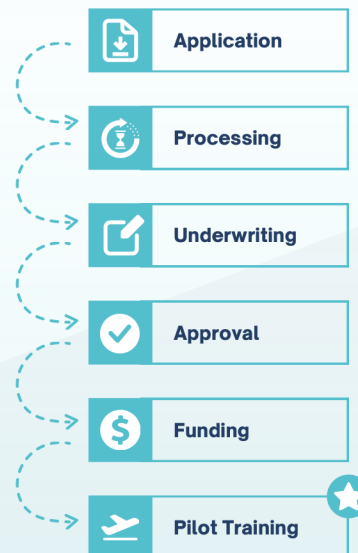 Application
Processing
Underwriting
Approval
Funding
Pilot Training